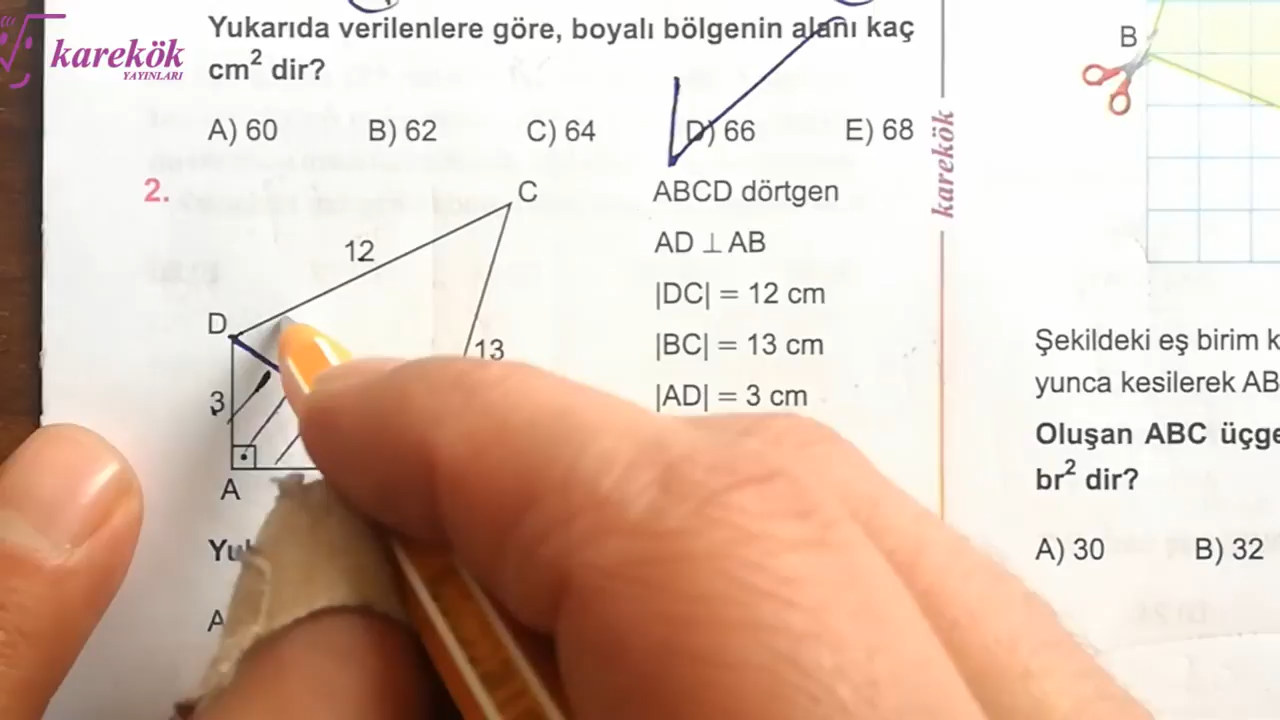 karekök
YAYINLARI
Yukarıda verilenlere göre, boyalı bölgenin alanı kaç
cm² dir?
A) 60 B) 62 C) 64 D) 66 E) 68
2.
C
12
D
13
3
A
ABCD dörtgen
AD ⊥ AB
|DC| = 12 cm
|BC| = 13 cm
|AD| = 3 cm
A
karekök
B
Şekildeki eş birim k
yunca kesilerek AB
Oluşan ABC üçge
br² dir?
A) 30 B) 32